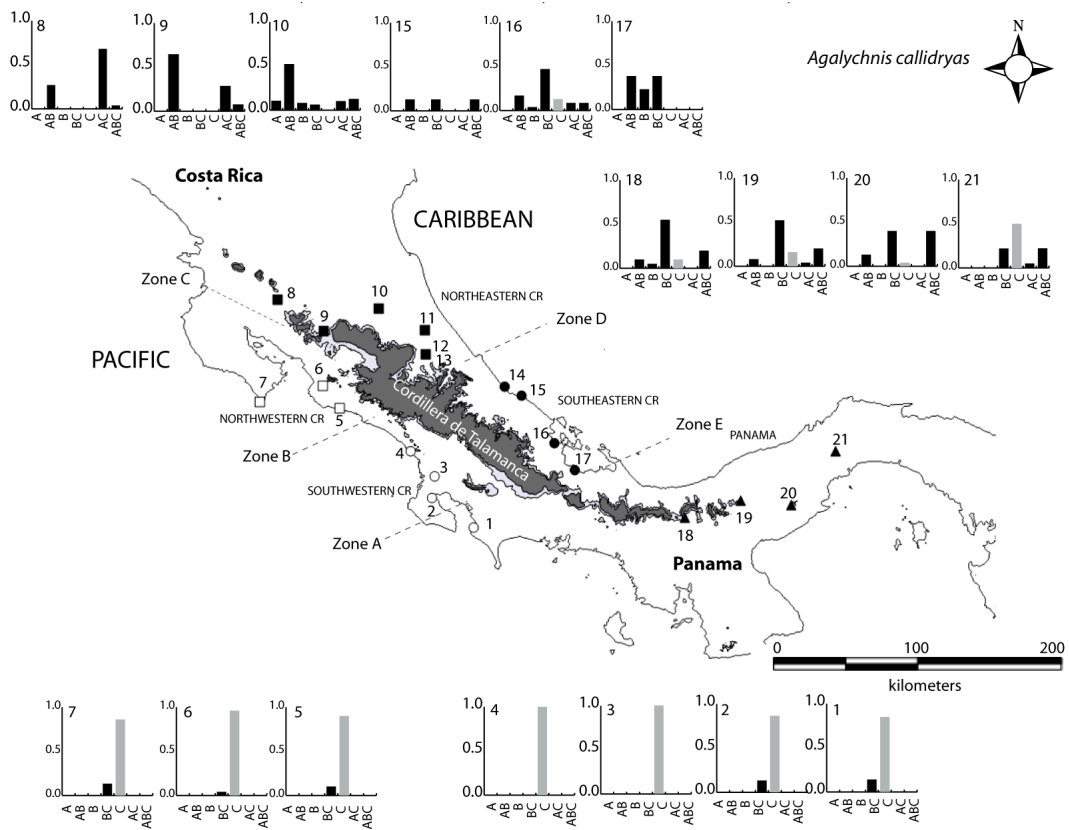 8 9 10 15 16 17
1.0 1.0 1.0 1.0 1.0 1.0
0.5 0.5 0.5 0.5 0.5 0.5
0.0 0.0 0.0 0.0 0.0 0.0
A AB B BC C AC ABC
A AB B BC C AC ABC
A AB B BC C AC ABC
A AB B BC C AC ABC
A AB B BC C AC ABC
A AB B BC C AC ABC
Agalychnis callidryas
N
18 19 20 21
1.0 1.0 1.0 1.0
0.5 0.5 0.5 0.5
0.0 0.0 0.0 0.0
A AB B BC C AC ABC
A AB B BC C AC ABC
A AB B BC C AC ABC
A AB B BC C AC ABC
Costa Rica
CARIBBEAN
Zone C
8
10
NORTHEASTERN CR
9
11
Zone D
PACIFIC
12
13
6
14
15
7
Cordillera de Talamanca
SOUTHEASTERN CR
NORTHWESTERN CR
5
Zone E
PANAMA
16
21
Zone B
4
17
3
SOUTHWESTERN CR
2
20
19
1
18
Zone A
Panama
0 100 200
kilometers
7 6 5 4 3 2 1
1.0 1.0 1.0 1.0 1.0 1.0 1.0
0.5 0.5 0.5 0.5 0.5 0.5 0.5
0.0 0.0 0.0 0.0 0.0 0.0 0.0
A AB B BC C AC ABC
A AB B BC C AC ABC
A AB B BC C AC ABC
A AB B BC C AC ABC
A AB B BC C AC ABC
A AB B BC C AC ABC
A AB B BC C AC ABC